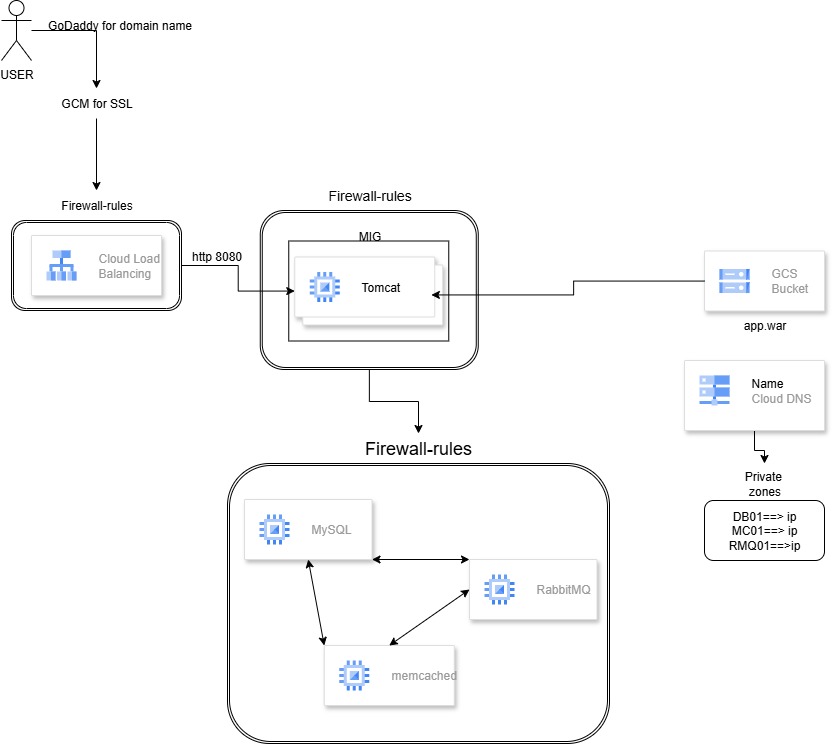 GoDaddy for domain name
USER
GCM for SSL
Firewall-rules
Cloud Load
Balancing
http 8080
Firewall-rules
MIG
Tomcat
GCS
Bucket
app.war
Name
Cloud DNS
Private
zones
DB01==> ip
MC01==> ip
RMQ01==>ip
Firewall-rules
MySQL
RabbitMQ
memcached